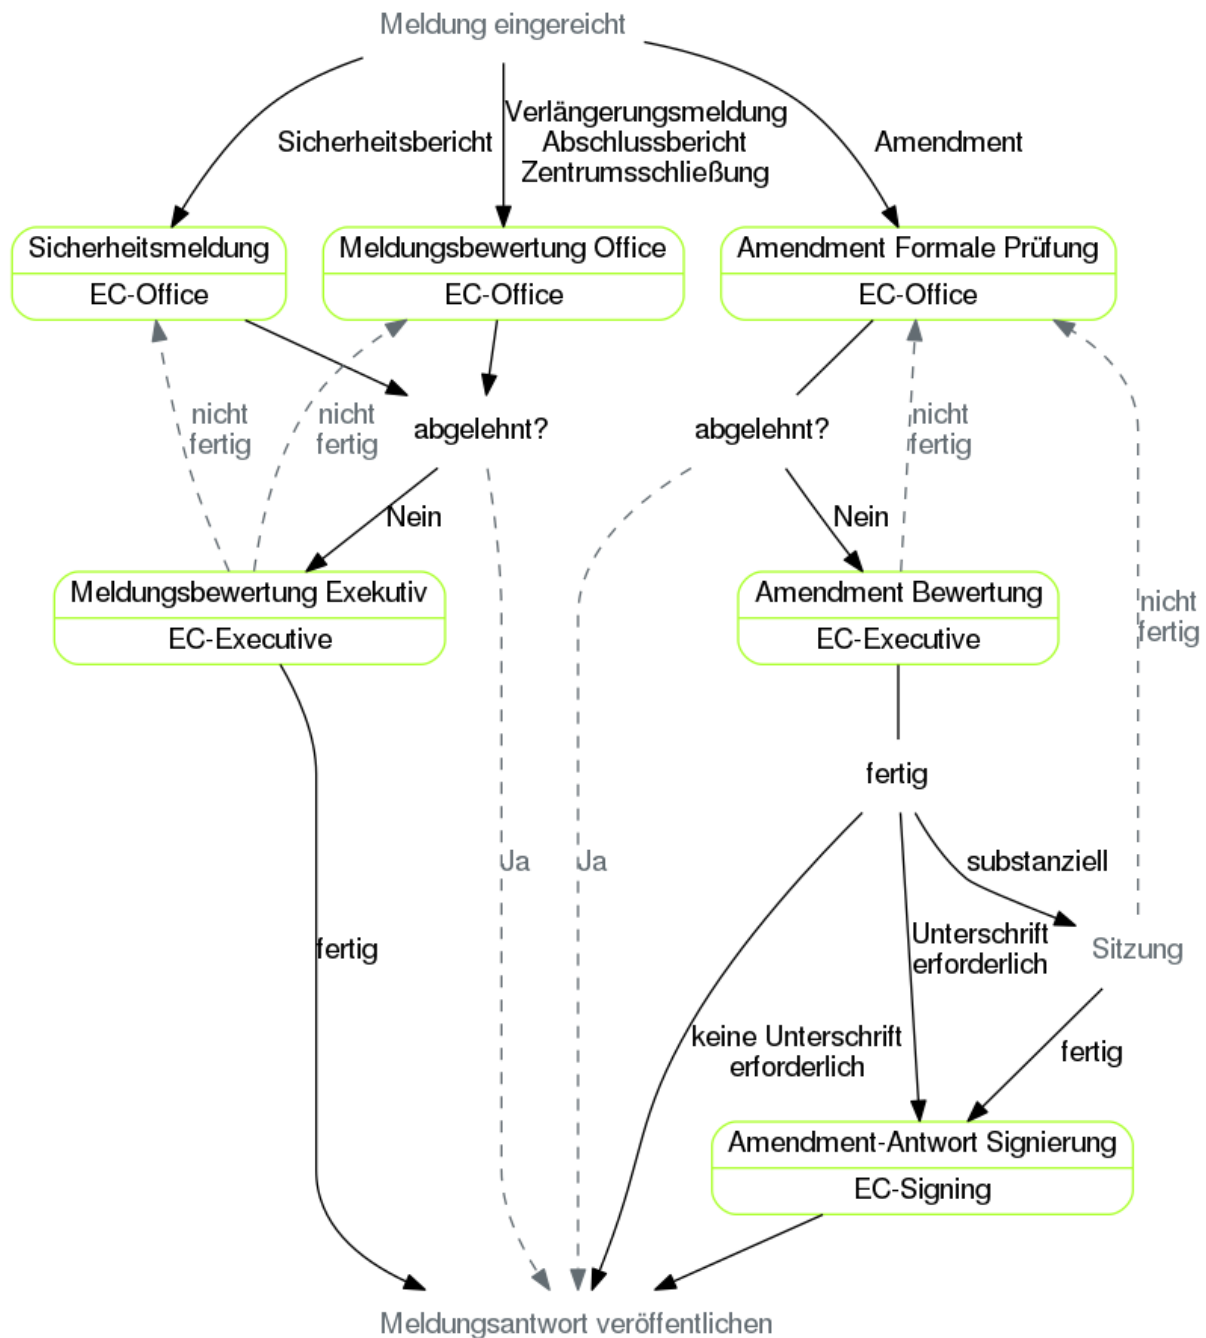 Meldung eingereicht
Sicherheitsbericht
Verlängerungsmeldung
Abschlussbericht
Zentrumsschließung
Amendment
Sicherheitsmeldung
EC-Office
Meldungsbewertung Office
EC-Office
Amendment Formale Prüfung
EC-Office
nicht
fertig
nicht
fertig
abgelehnt?
abgelehnt?
nicht
fertig
Nein
Nein
Meldungsbewertung Exekutiv
EC-Executive
Amendment Bewertung
EC-Executive
nicht
fertig
fertig
Ja
Ja
substanziell
fertig
Unterschrift
erforderlich
Sitzung
keine Unterschrift
erforderlich
fertig
Amendment-Antwort Signierung
EC-Signing
Meldungsantwort veröffentlichen